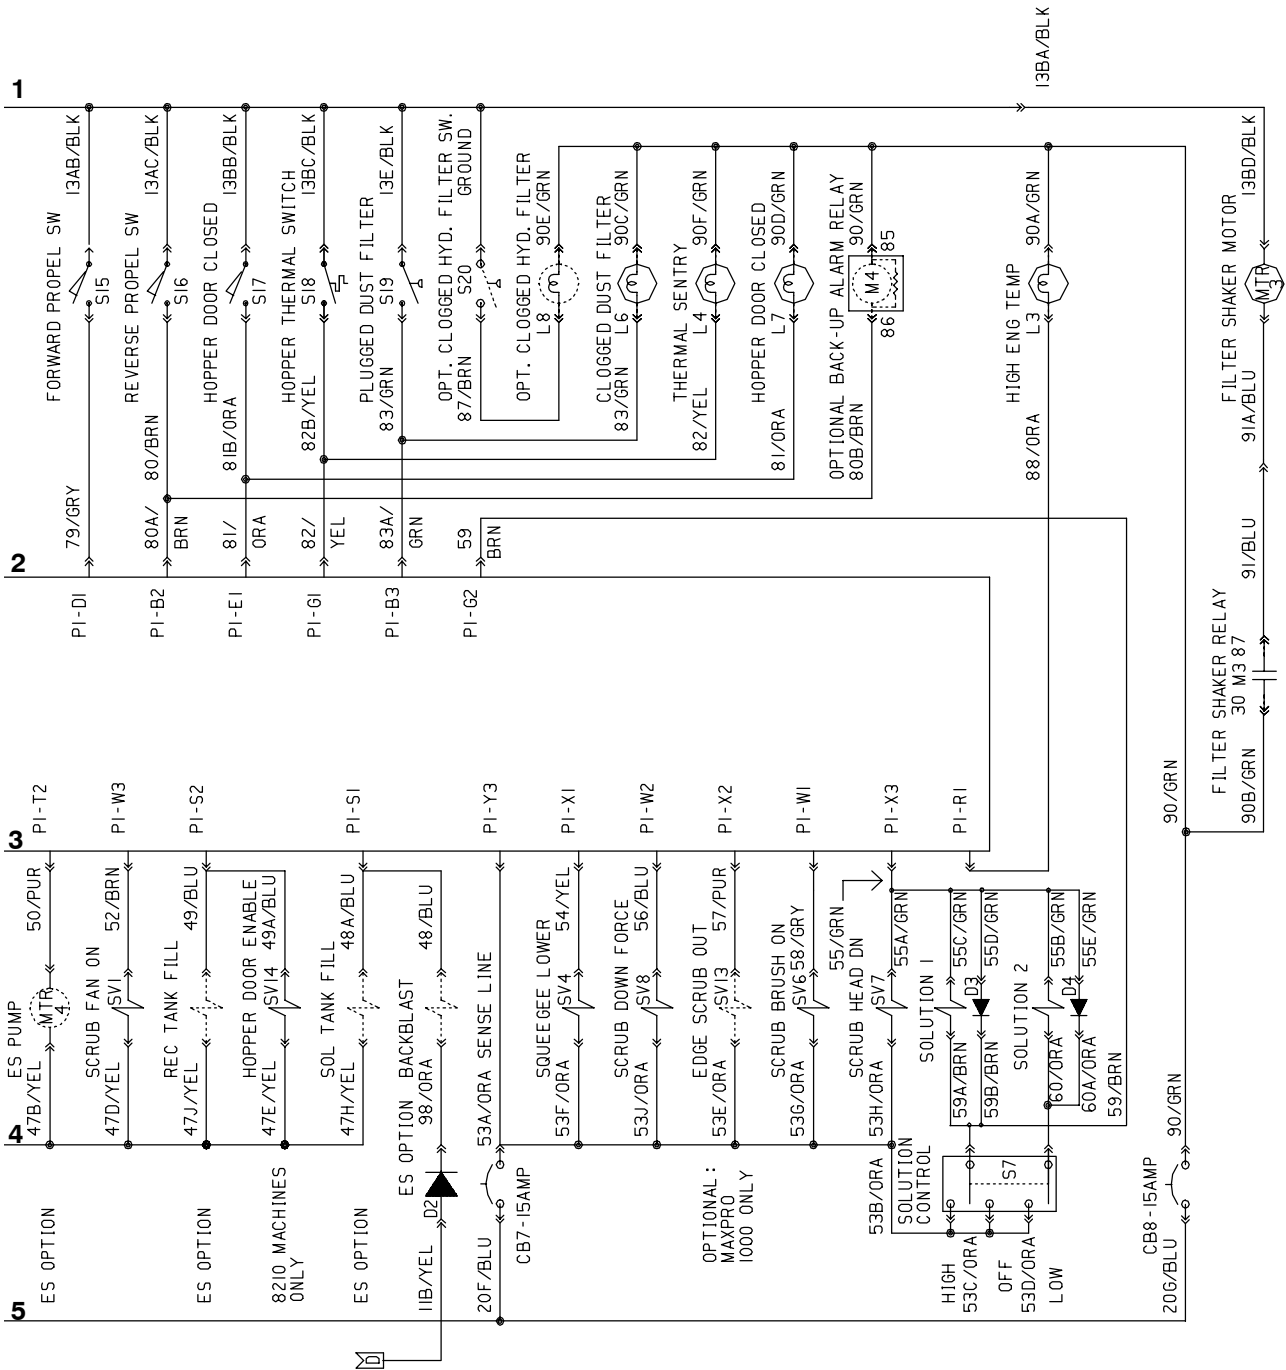 1
2
3
4
5
13BA/BLK
FORWARD PROPEL SW
79/GRY
S15
13AB/BLK
P1-D1
REVERSE PROPEL SW
80A/
BRN
80/BRN
S16
13AC/BLK
P1-B2
HOPPER DOOR CLOSED
81/
ORA
81B/ORA
S17
13BB/BLK
P1-E1
HOPPER THERMAL SWITCH
82/
YEL
82B/YEL
S18
13BC/BLK
P1-G1
PLUGGED DUST FILTER
83A/
GRN
83/GRN
S19
13E/BLK
P1-B3
OPT. CLOGGED HYD. FILTER SW.
59
BRN
87/BRN
S20
GROUND
P1-G2
OPT. CLOGGED HYD. FILTER
L8
90E/GRN
CLOGGED DUST FILTER
83/GRN
L6
90C/GRN
THERMAL SENTRY
82/YEL
L4
90F/GRN
HOPPER DOOR CLOSED
81/ORA
L7
90D/GRN
OPTIONAL BACK-UP ALARM RELAY
80B/BRN
86
M4
85
90/GRN
HIGH ENG TEMP
88/ORA
L3
90A/GRN
FILTER SHAKER MOTOR
91/BLU
91A/BLU
MTR
3
13BD/BLK
FILTER SHAKER RELAY
30 M3 87
90B/GRN
90/GRN
ES PUMP
47B/YEL
MTR
4
50/PUR
P1-T2
ES OPTION
SCRUB FAN ON
47D/YEL
SV1
52/BRN
P1-W3
REC TANK FILL
47J/YEL
49/BLU
P1-S2
ES OPTION
HOPPER DOOR ENABLE
47E/YEL
SV14
49A/BLU
8210 MACHINES
ONLY
SOL TANK FILL
47H/YEL
48A/BLU
P1-S1
ES OPTION
ES OPTION BACKBLAST
11B/YEL
D2
98/ORA
48/BLU
D
20F/BLU
CB7-15AMP
53A/ORA SENSE LINE
P1-Y3
SQUEEGEE LOWER
53F/ORA
SV4
54/YEL
P1-X1
SCRUB DOWN FORCE
53J/ORA
SV8
56/BLU
P1-W2
EDGE SCRUB OUT
53E/ORA
SV13
57/PUR
P1-X2
OPTIONAL:
MAXPRO
1000 ONLY
SCRUB BRUSH ON
53G/ORA
SV6
58/GRY
P1-W1
55/GRN
SCRUB HEAD DN
53H/ORA
SV7
55A/GRN
P1-X3
53B/ORA
SOLUTION
CONTROL
S7
HIGH
53C/ORA
OFF
53D/ORA
LOW
SOLUTION 1
59A/BRN
55C/GRN
P1-R1
59B/BRN
D3
55D/GRN
SOLUTION 2
60/ORA
55B/GRN
60A/ORA
D4
55E/GRN
59/BRN
20G/BLU
CB8-15AMP
90/GRN